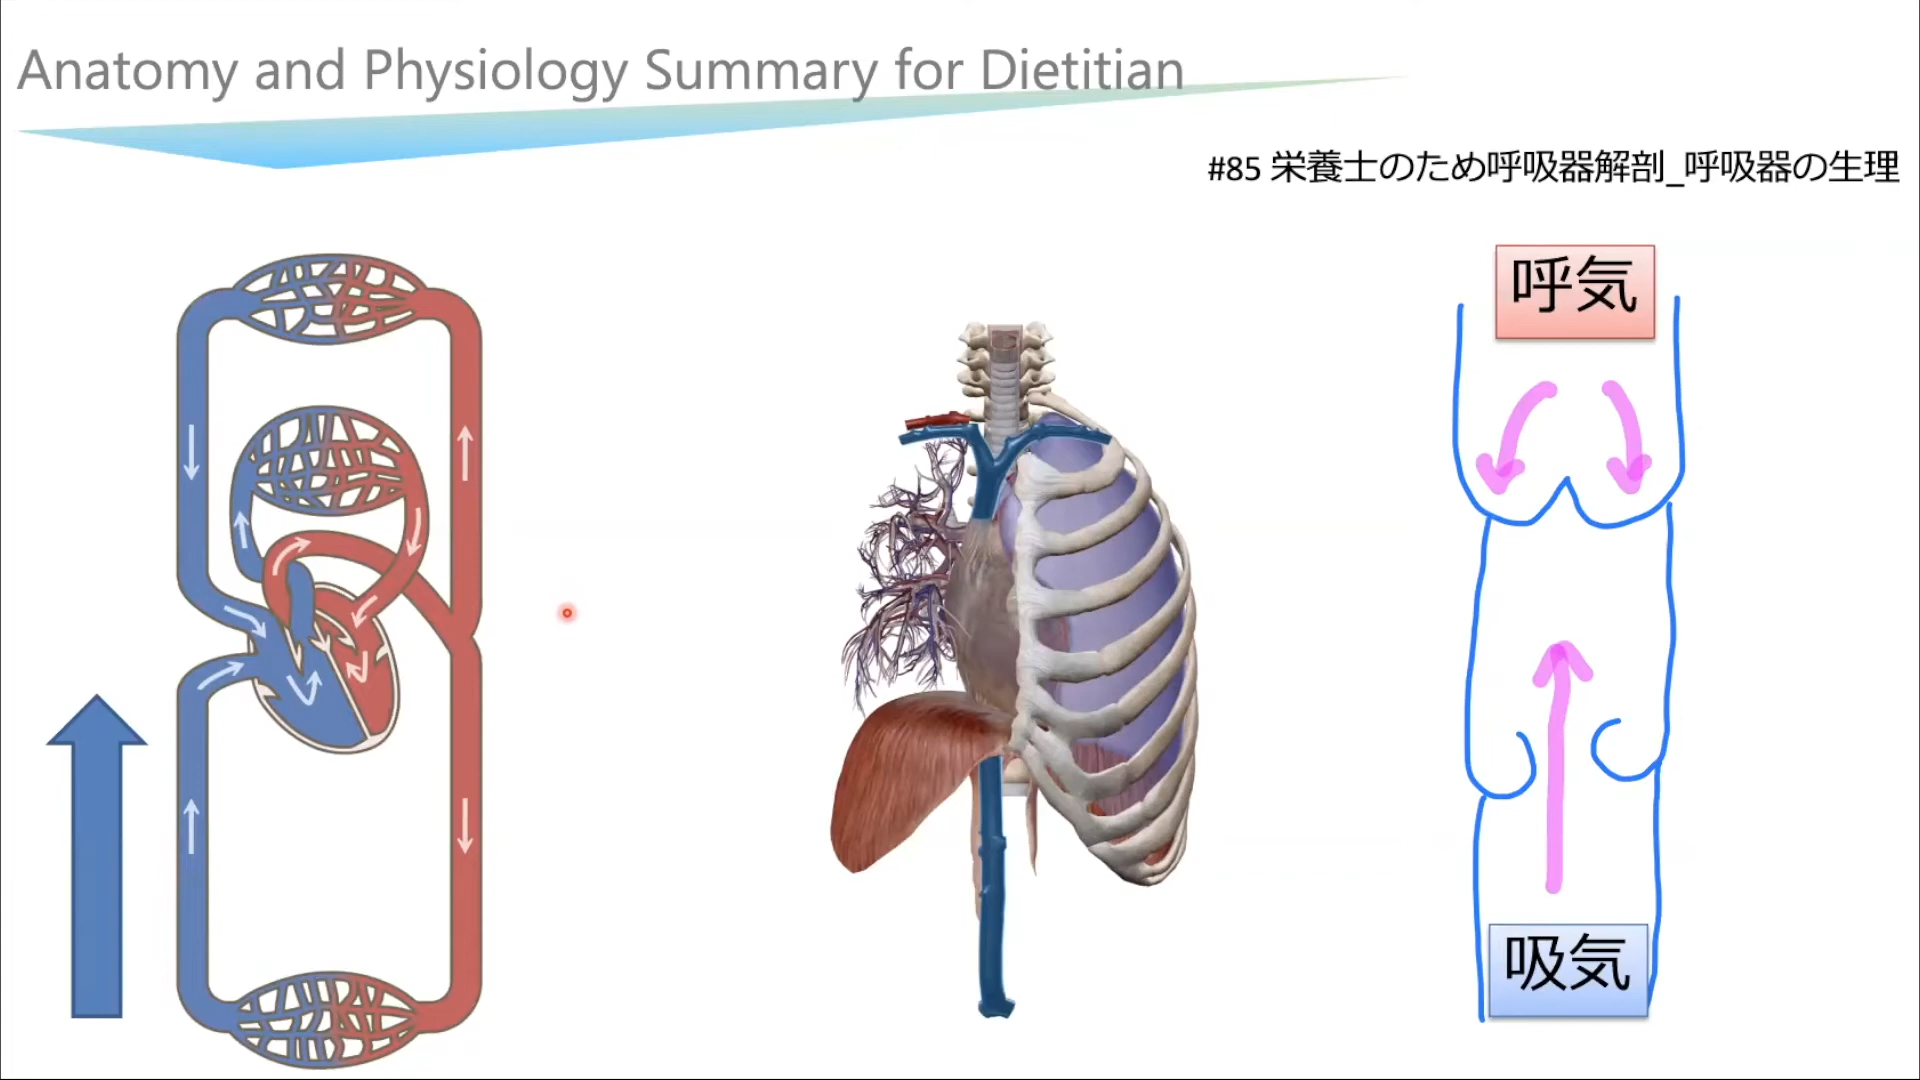 Anatomy and Physiology Summary for Dietitian
#85 栄養士のため呼吸器解剖_呼吸器の生理
呼気
吸気